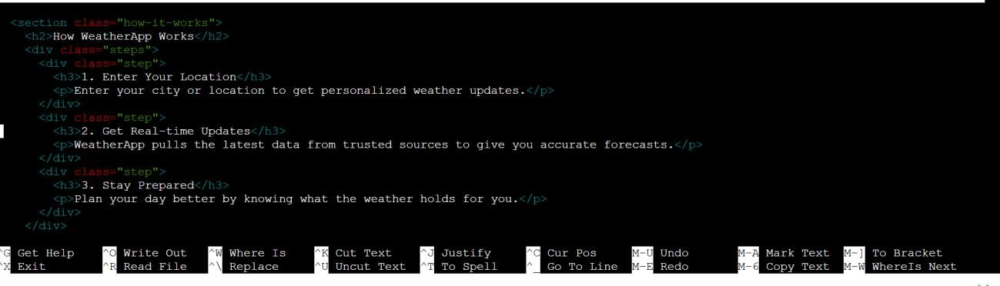 <section class="how-it-works">
<h2>How WeatherApp Works</h2>
<div class="steps">
<div class="step">
<h3>1. Enter Your Location</h3>
<p>Enter your city or location to get personalized weather updates.</p>
</div>
<div class="step">
<h3>2. Get Real-time Updates</h3>
<p>WeatherApp pulls the latest data from trusted sources to give you accurate forecasts.</p>
</div>
<div class="step">
<h3>3. Stay Prepared</h3>
<p>Plan your day better by knowing what the weather holds for you.</p>
</div>
</div>
^G Get Help ^O Write Out ^W Where Is ^K Cut Text ^J Justify ^C Cur Pos M-U Undo M-A Mark Text M-] To Bracket
^X Exit ^R Read File ^\ Replace ^U Uncut Text ^T To Spell ^_ Go To Line M-E Redo M-6 Copy Text M-W WhereIs Next